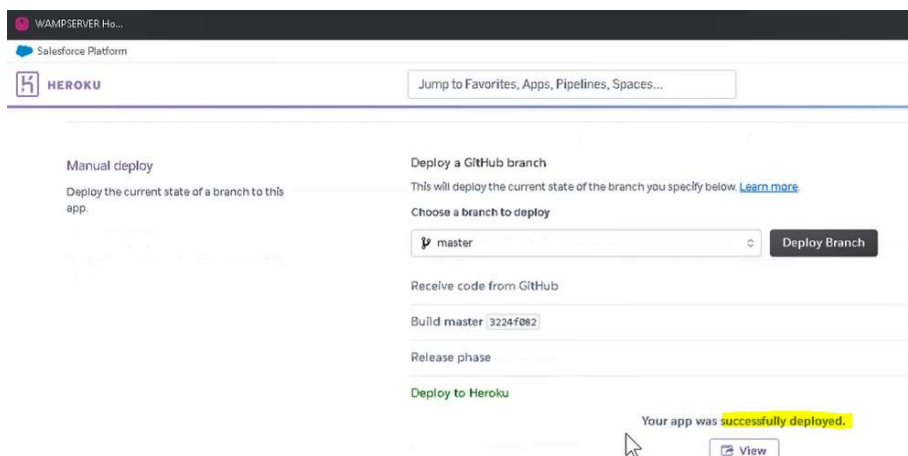 WAMPSERVER Ho...
Salesforce Platform
HEROKU
Jump to Favorites, Apps, Pipelines, Spaces...
Manual deploy
Deploy the current state of a branch to this
app.
Deploy a GitHub branch
This will deploy the current state of the branch you specify below. Learn more.
Choose a branch to deploy
master
Deploy Branch
Receive code from GitHub
Build master 3224f082
Release phase
Deploy to Heroku
Your app was successfully deployed.
View